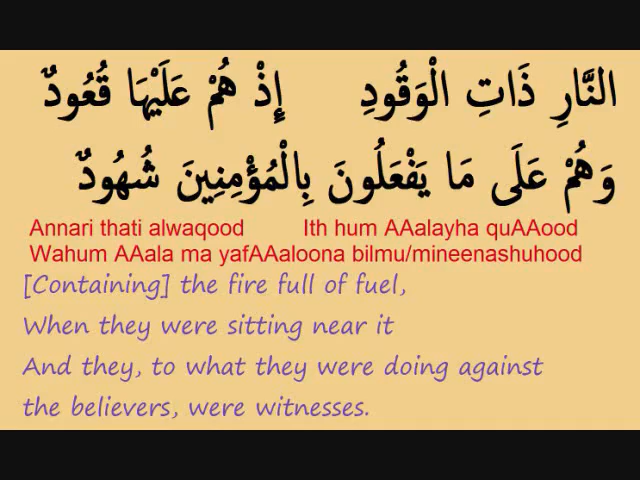 النَّارِ ذَاتِ الْوَقُودِ إِذْ هُمْ عَلَيْهَا قُعُودٌ
وَهُمْ عَلَى مَا يَفْعَلُونَ بِالْمُؤْمِنِينَ شُهُودٌ
Annari thati alwaqood Ith hum AAalayha quAAood
Wahum AAala ma yafAAaloona bilmu/mineenashuhood
[Containing] the fire full of fuel,
When they were sitting near it
And they, to what they were doing against
the believers, were witnesses.